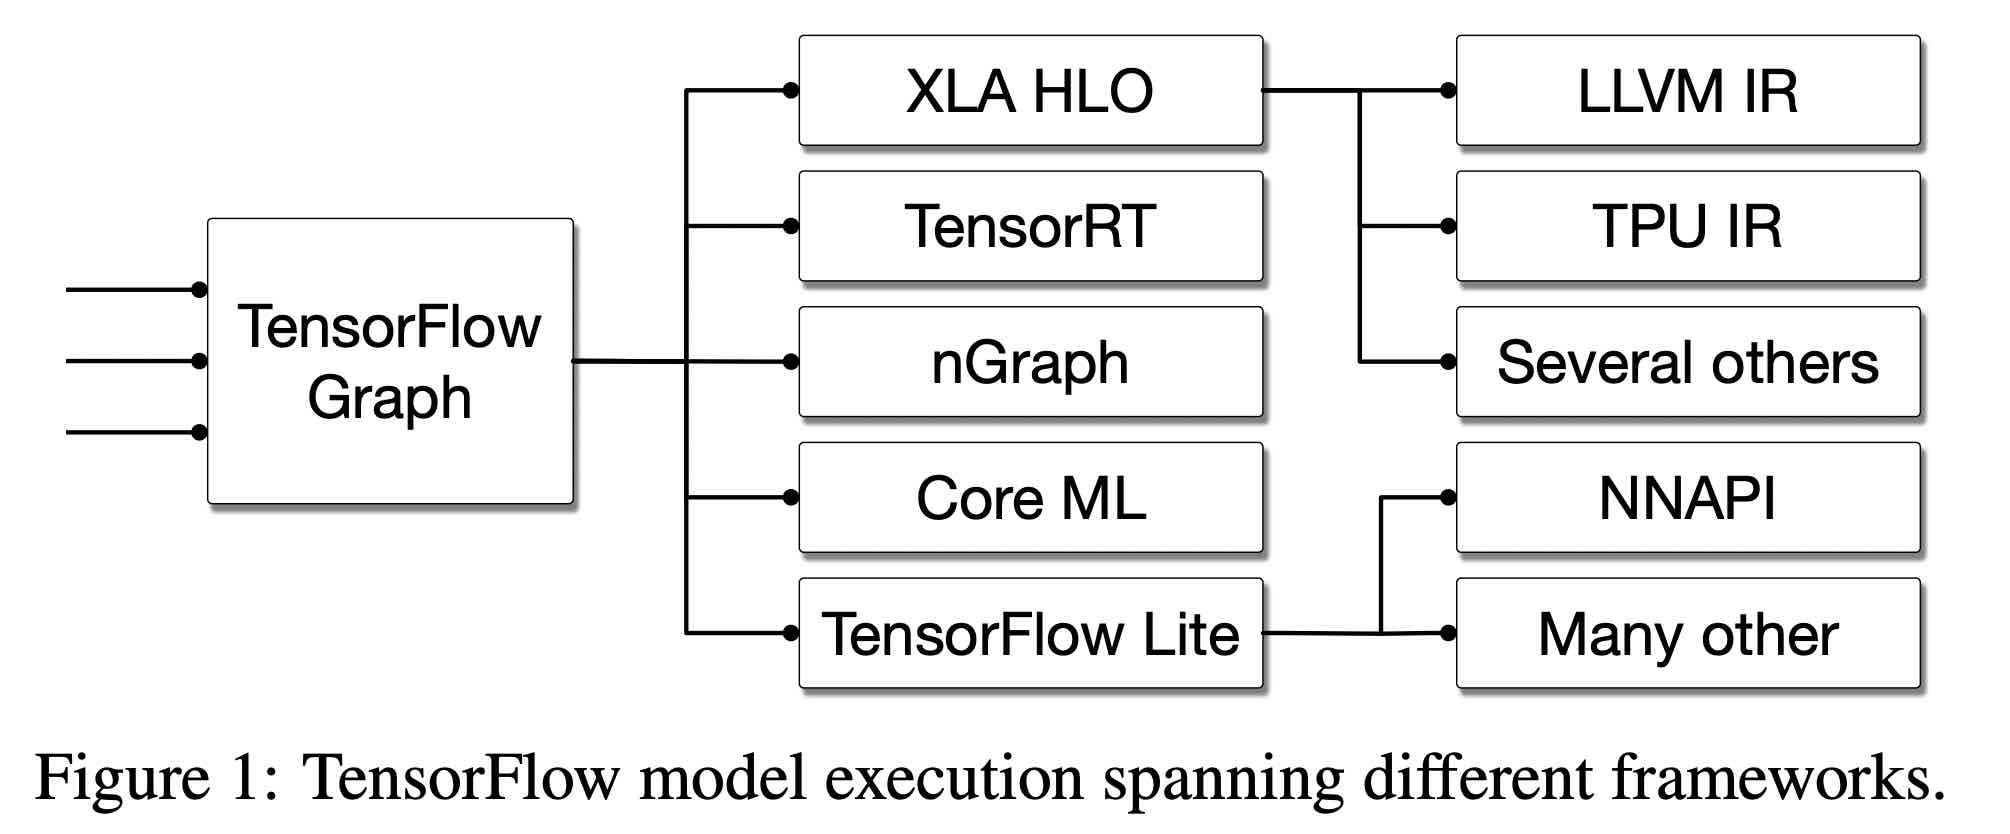 TensorFlow
Graph
XLA HLO
TensorRT
nGraph
Core ML
TensorFlow Lite
LLVM IR
TPU IR
Several others
NNAPI
Many other
Figure 1: TensorFlow model execution spanning different frameworks.